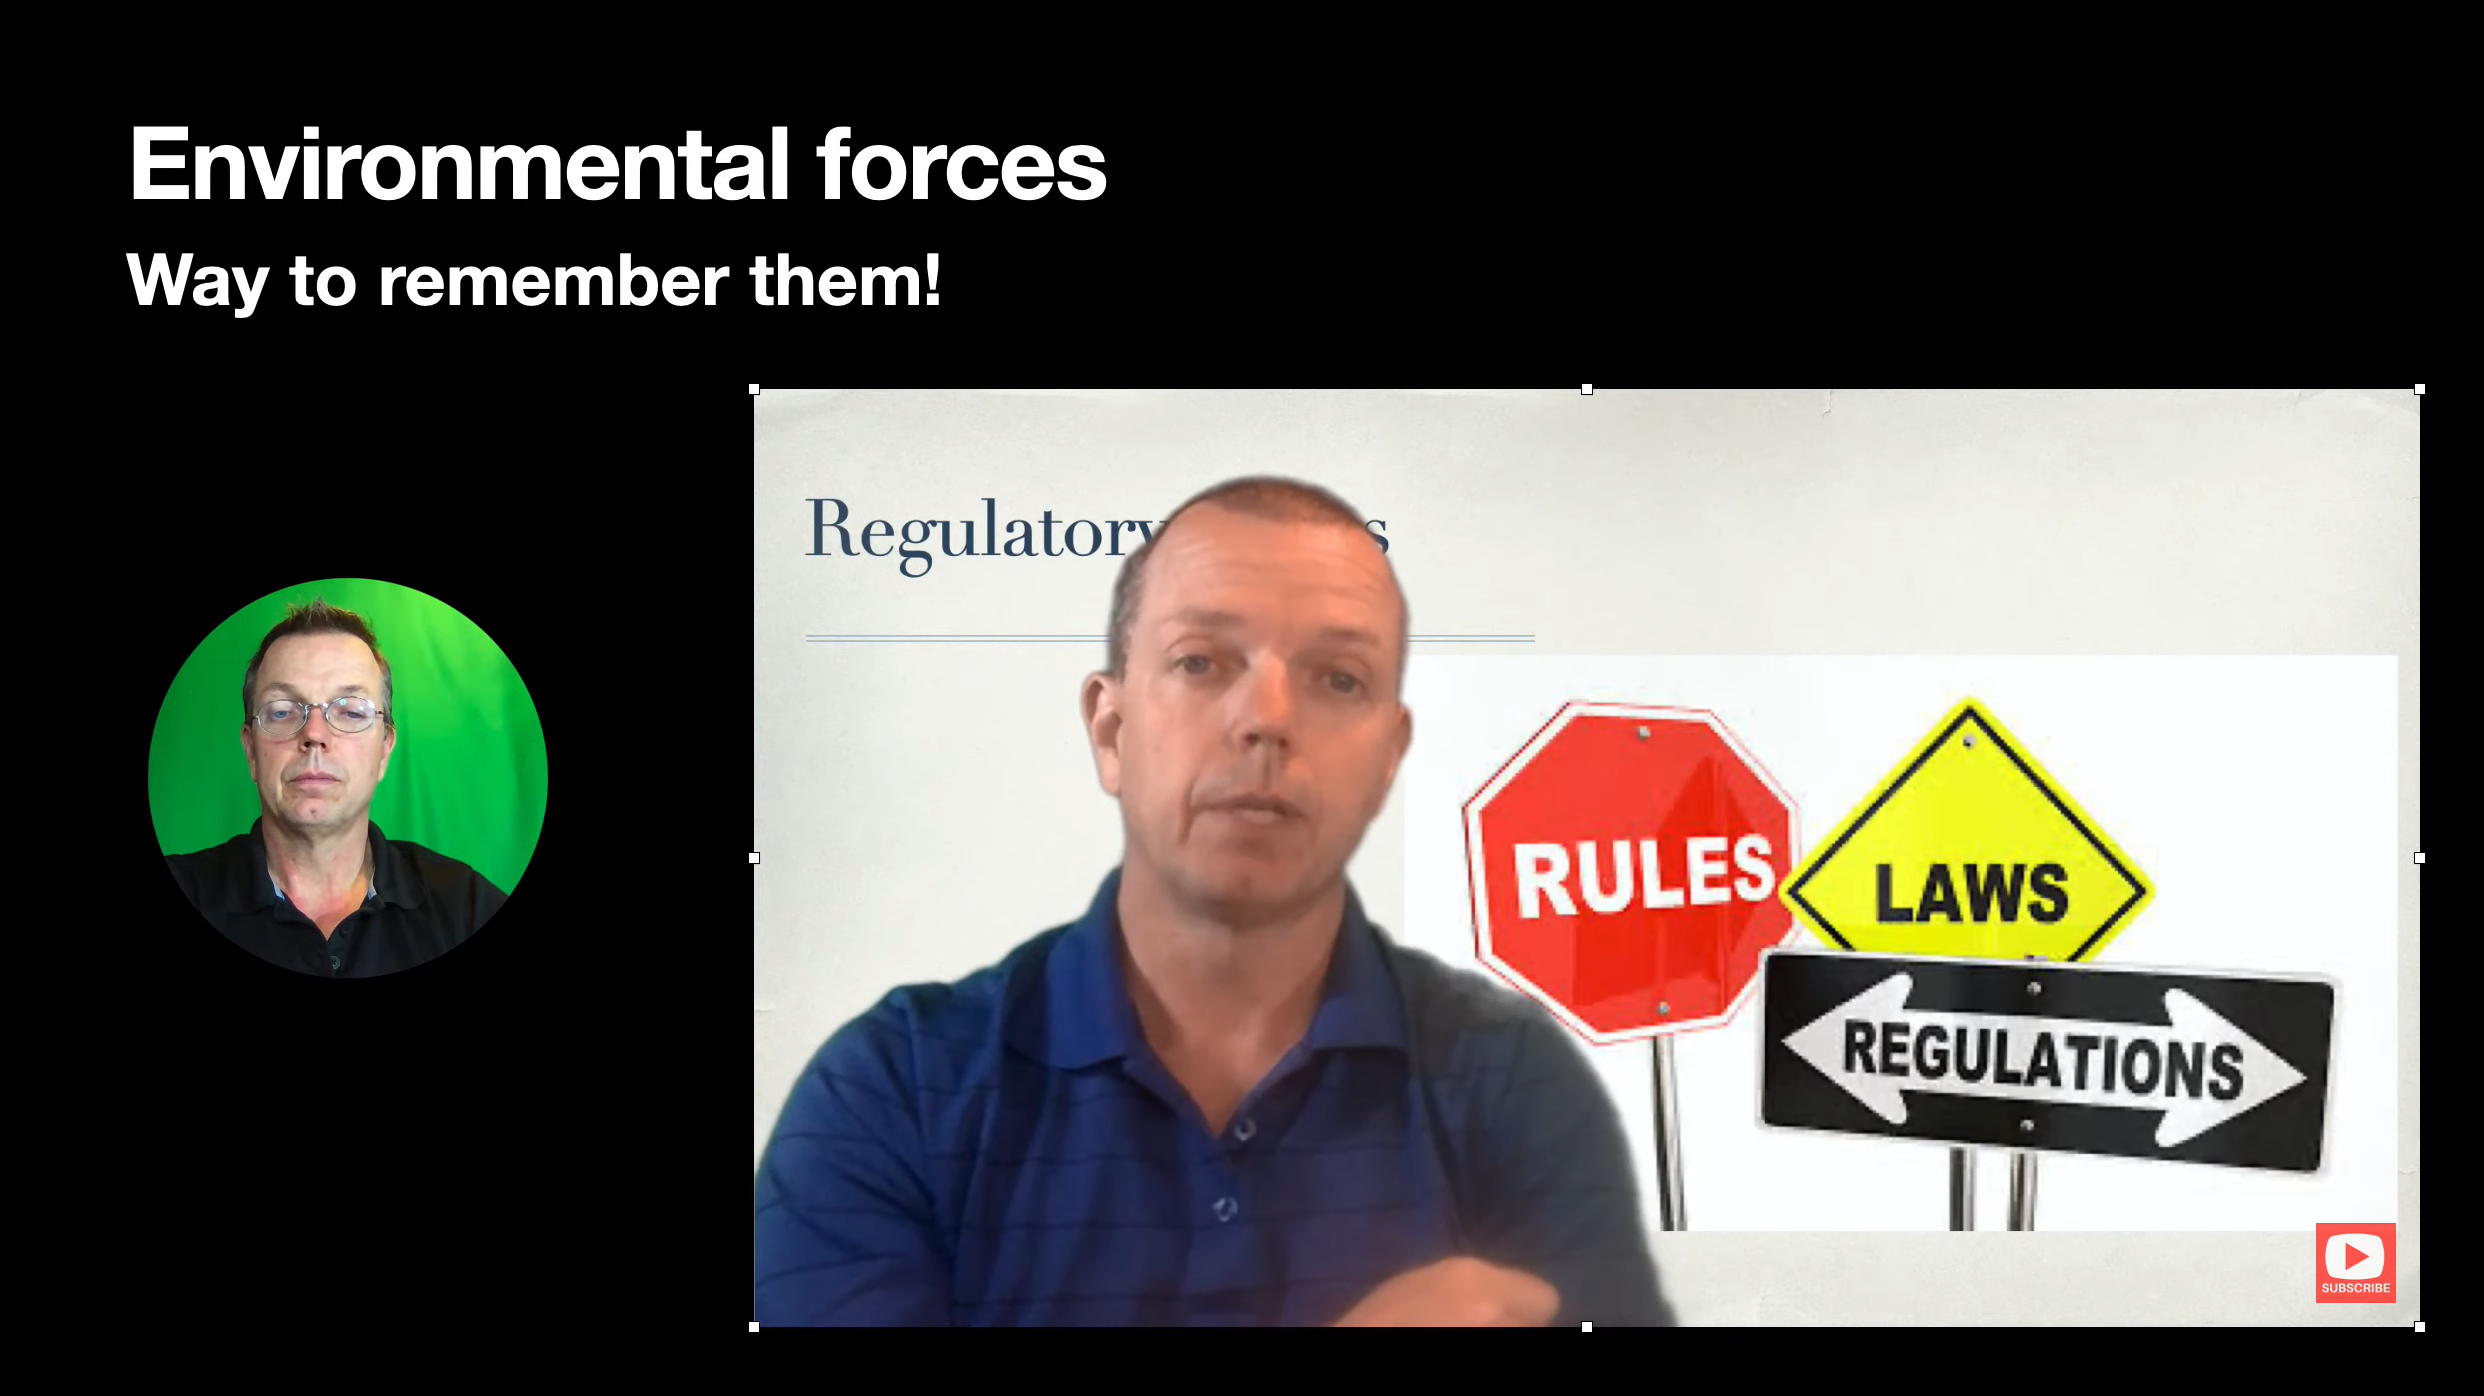 Environmental forces
Way to remember them!
Regulatory
RULES
LAWS
REGULATIONS
SUBSCRIBE